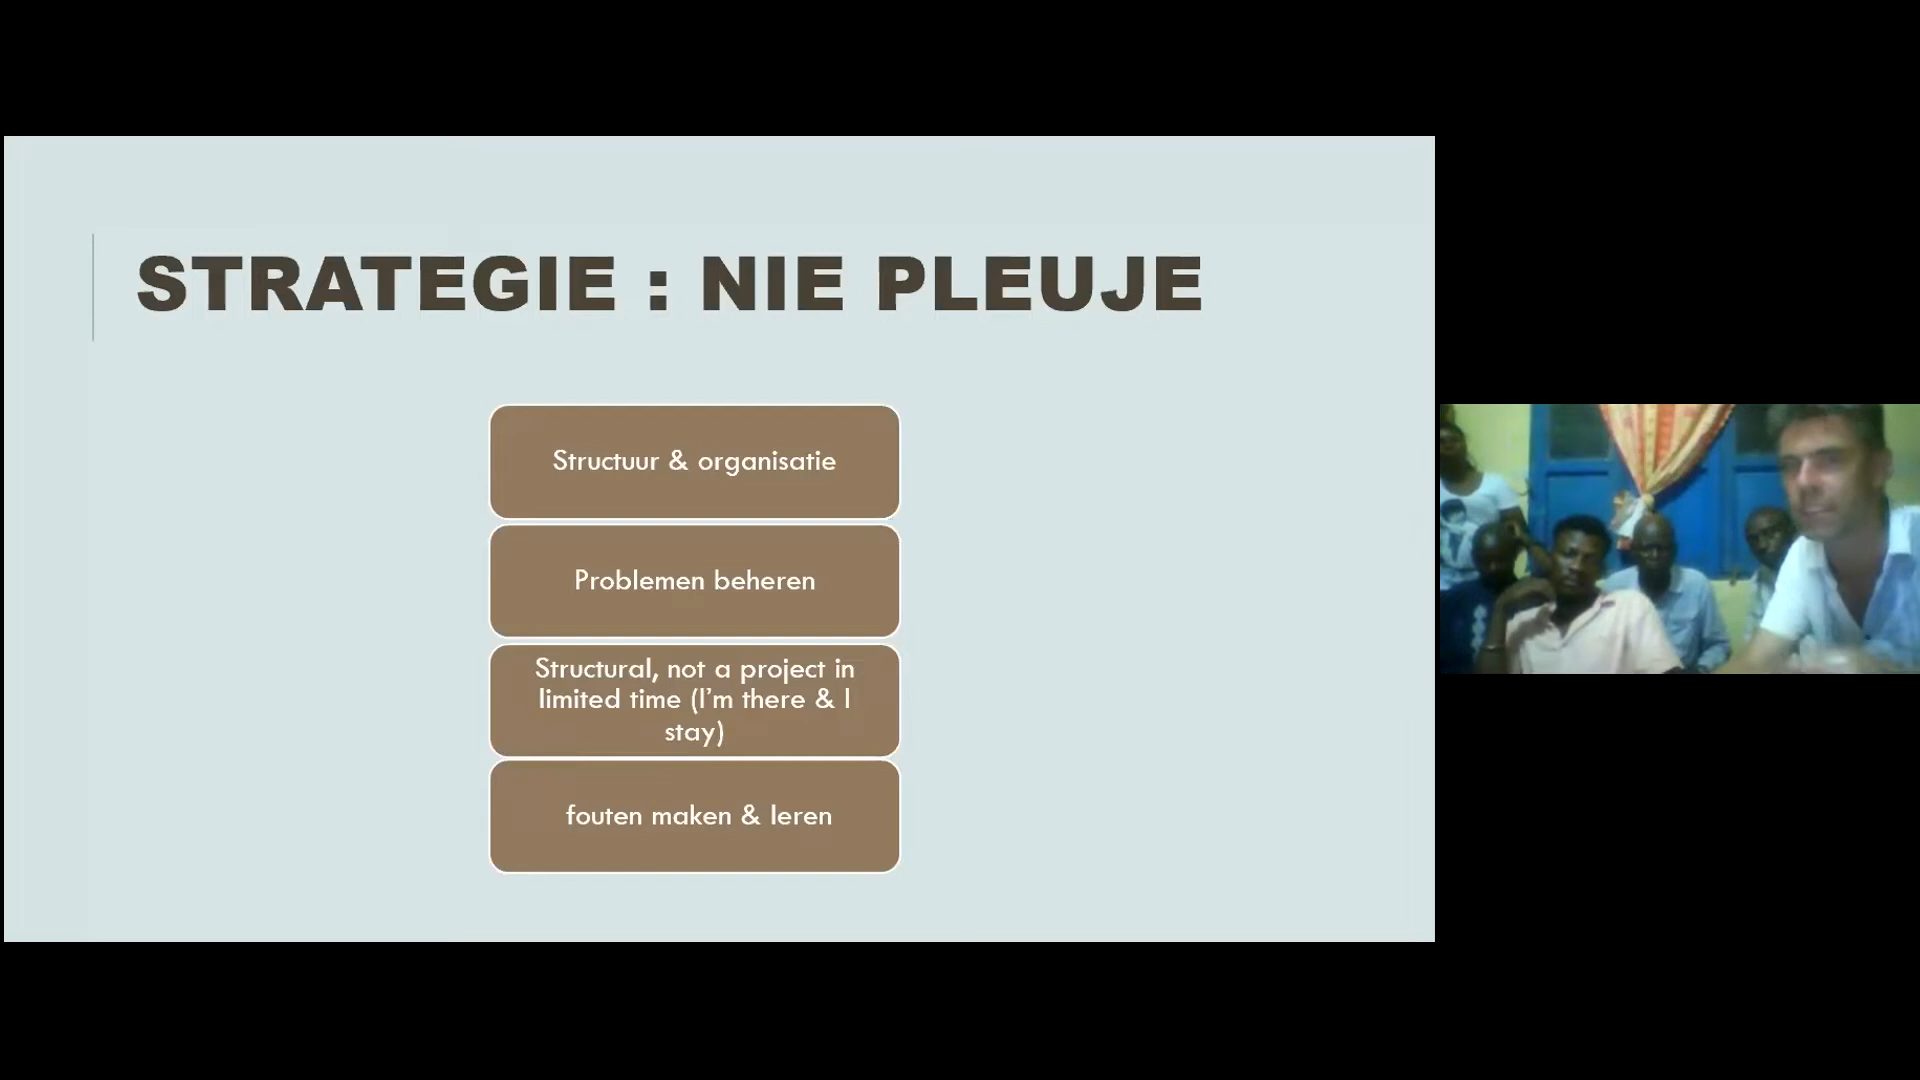 STRATEGIE : NIE PLEUJE
Structuur & organisatie
Problemen beheren
Structural, not a project in
limited time (I’m there & I
stay)
fouten maken & leren